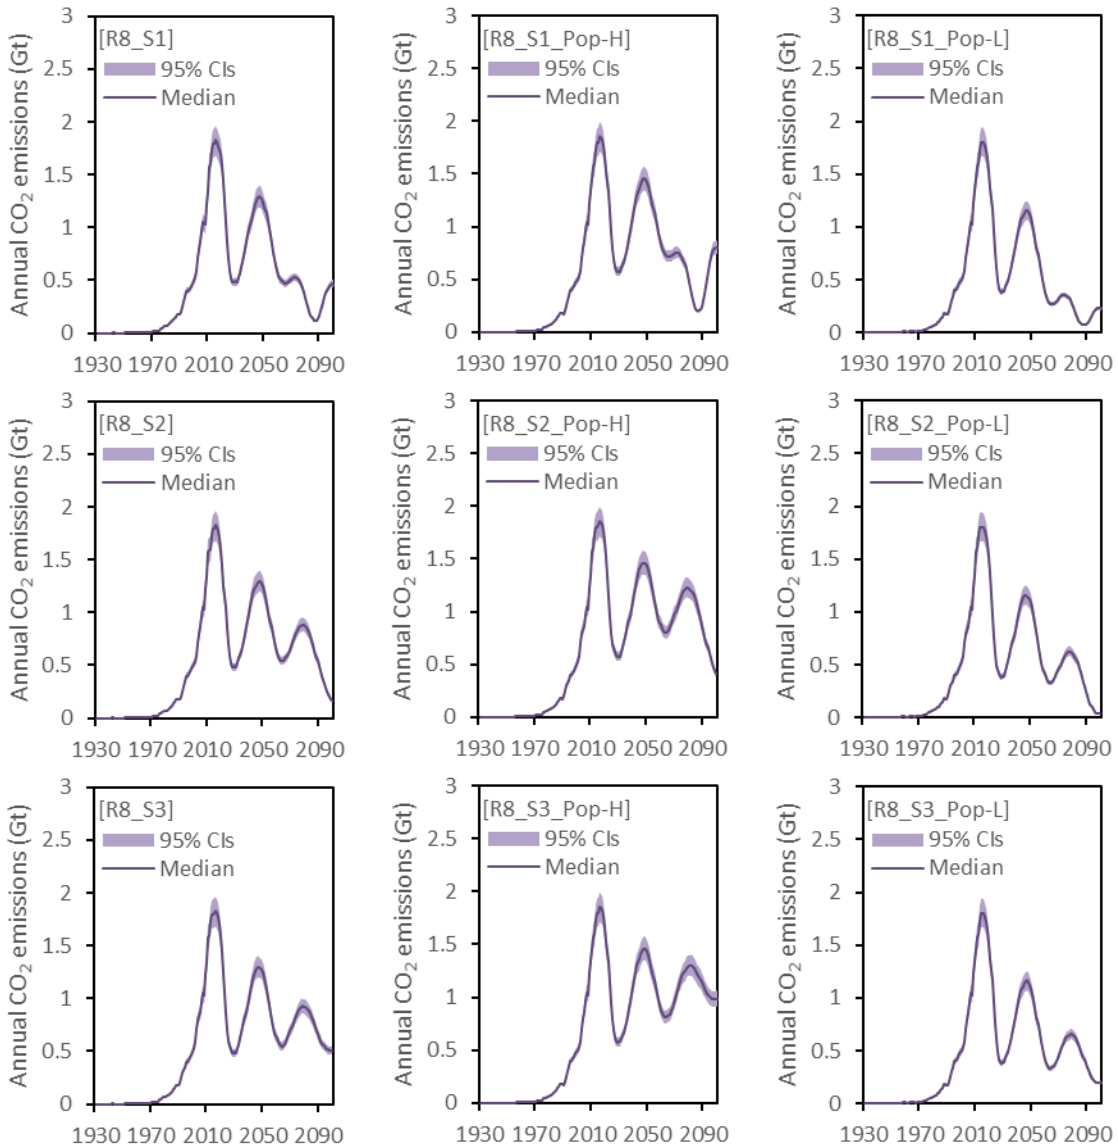 Annual CO₂ emissions (Gt)
3
2.5
2
1.5
1
0.5
0
[R8_S1]
95% CIs
Median
1930 1970 2010 2050 2090
Annual CO₂ emissions (Gt)
3
2.5
2
1.5
1
0.5
0
[R8_S1_Pop-H]
95% CIs
Median
1930 1970 2010 2050 2090
Annual CO₂ emissions (Gt)
3
2.5
2
1.5
1
0.5
0
[R8_S1_Pop-L]
95% CIs
Median
1930 1970 2010 2050 2090
Annual CO₂ emissions (Gt)
3
2.5
2
1.5
1
0.5
0
[R8_S2]
95% CIs
Median
1930 1970 2010 2050 2090
Annual CO₂ emissions (Gt)
3
2.5
2
1.5
1
0.5
0
[R8_S2_Pop-H]
95% CIs
Median
1930 1970 2010 2050 2090
Annual CO₂ emissions (Gt)
3
2.5
2
1.5
1
0.5
0
[R8_S2_Pop-L]
95% CIs
Median
1930 1970 2010 2050 2090
Annual CO₂ emissions (Gt)
3
2.5
2
1.5
1
0.5
0
[R8_S3]
95% CIs
Median
1930 1970 2010 2050 2090
Annual CO₂ emissions (Gt)
3
2.5
2
1.5
1
0.5
0
[R8_S3_Pop-H]
95% CIs
Median
1930 1970 2010 2050 2090
Annual CO₂ emissions (Gt)
3
2.5
2
1.5
1
0.5
0
[R8_S3_Pop-L]
95% CIs
Median
1930 1970 2010 2050 2090